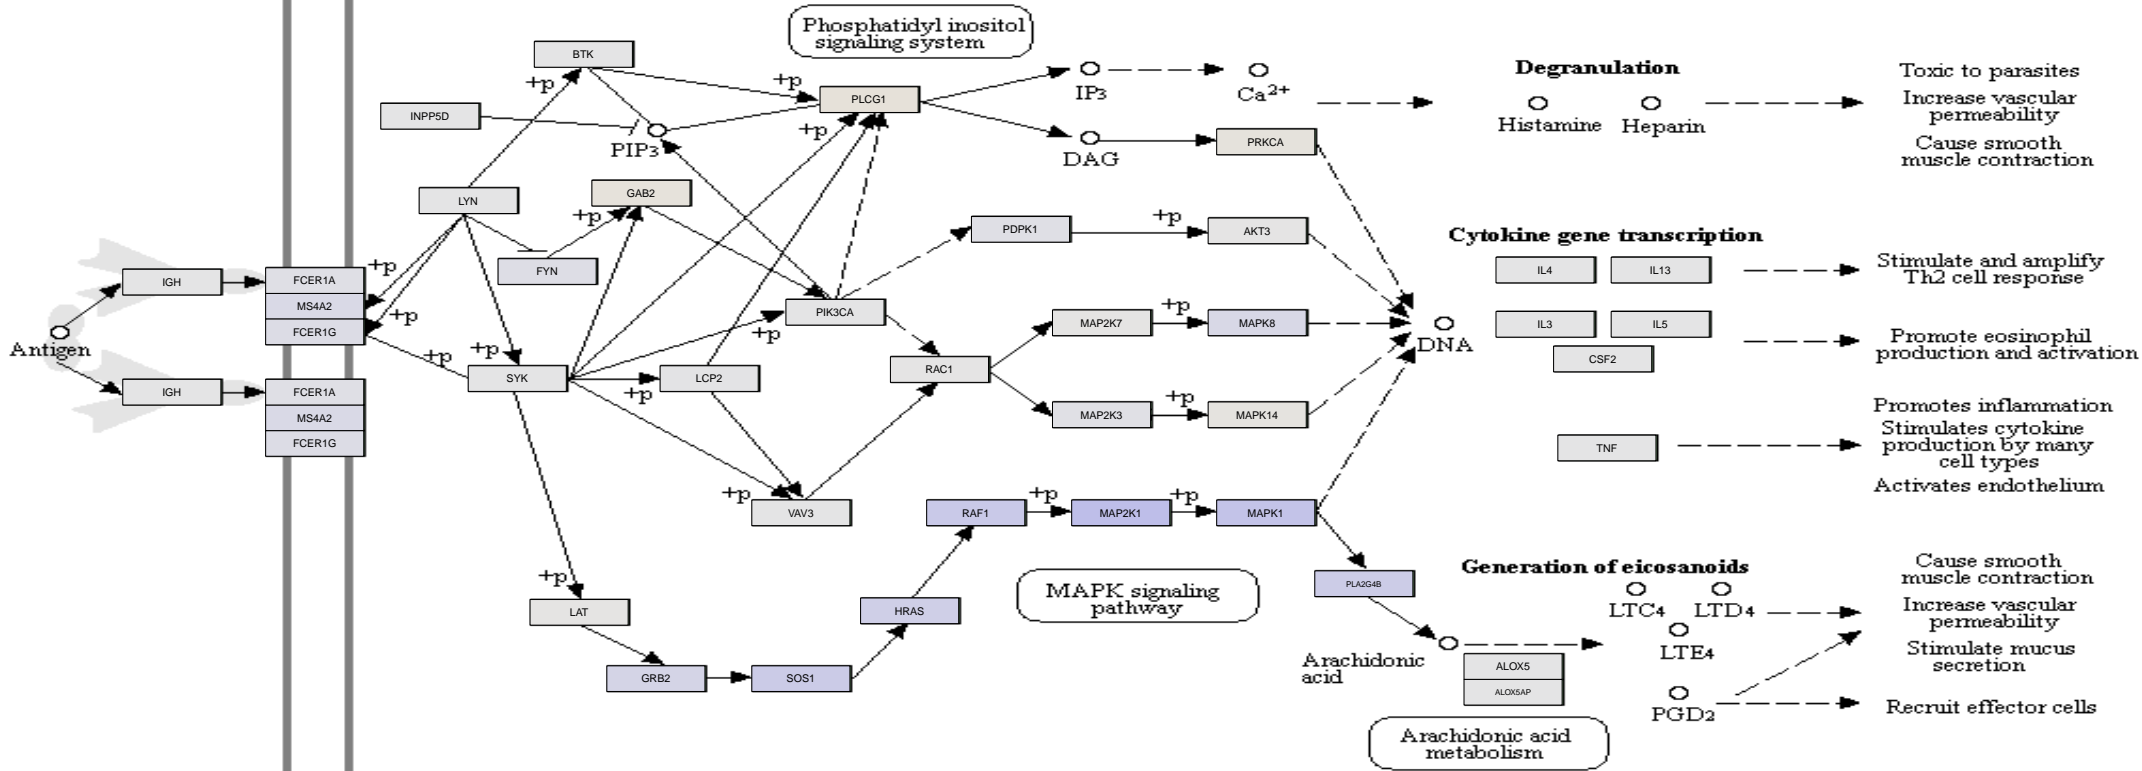 Phosphatidyl inositol
signaling system
BTK
+p
+p
PLCG1
INPP5D
+p
PIP3
IP3
Ca2+
DAG
PRKCA
Degranulation
Histamine
Heparin
Toxic to parasites
Increase vascular
permeability
Cause smooth
muscle contraction
LYN
GAB2
+p
FYN
PDPK1
+p
AKT3
Cytokine gene transcription
IL4
IL13
Stimulate and amplify
Th2 cell response
IGH
FCER1A
MS4A2
FCER1G
+p
+p
+p
+p
Antigen
PIK3CA
+p
MAP2K7
+p
MAPK8
DNA
IL3
IL5
CSF2
Promote eosinophil
production and activation
IGH
FCER1A
MS4A2
FCER1G
SYK
+p
LCP2
RAC1
MAP2K3
+p
MAPK14
TNF
Promotes inflammation
Stimulates cytokine
production by many
cell types
Activates endothelium
+p
VAV3
RAF1
+p
MAP2K1
+p
MAPK1
+p
LAT
HRAS
GRB2
SOS1
MAPK signaling
pathway
PLA2G4B
Generation of eicosanoids
LTC4
LTD4
LTE4
Arachidonic
acid
ALOX5
ALOX5AP
PGD2
Cause smooth
muscle contraction
Increase vascular
permeability
Stimulate mucus
secretion
Recruit effector cells
Arachidonic acid
metabolism